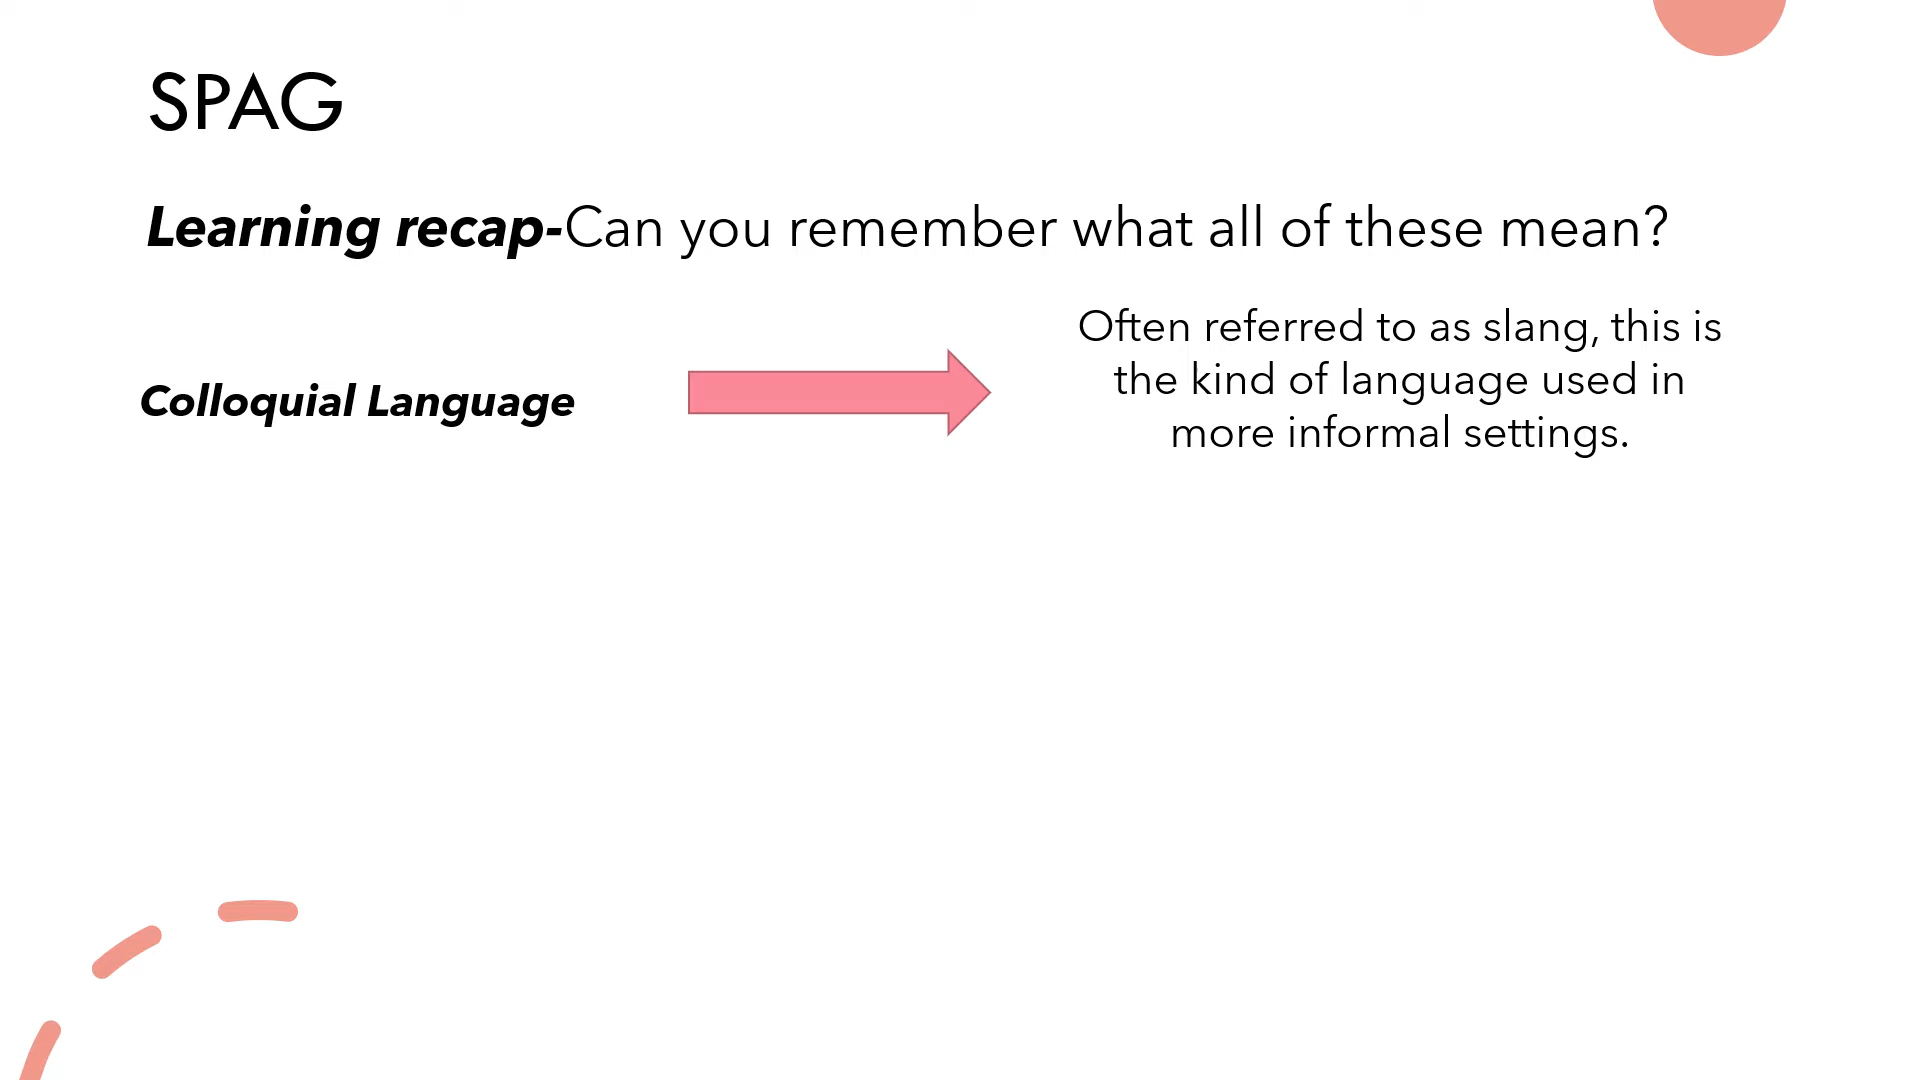 SPAG
Learning recap-Can you remember what all of these mean?
Colloquial Language
Often referred to as slang, this is
the kind of language used in
more informal settings.